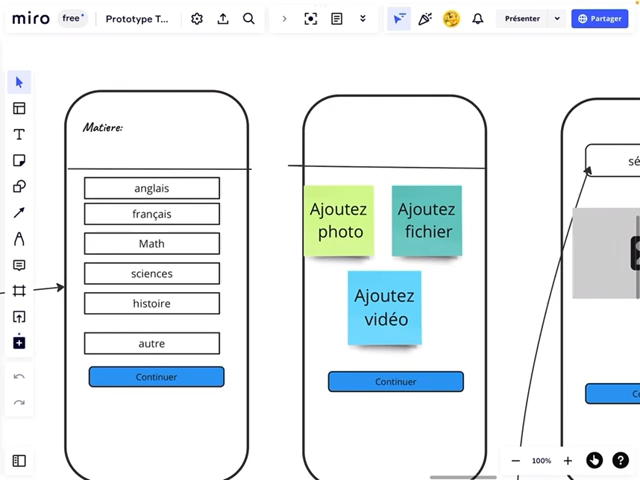 miro
free
Prototype T...
Présenter
Partager
Matiere:
anglais
français
Math
sciences
histoire
autre
Continuer
Ajoutez photo
Ajoutez fichier
Ajoutez vidéo
Continuer
sé
Co
100%